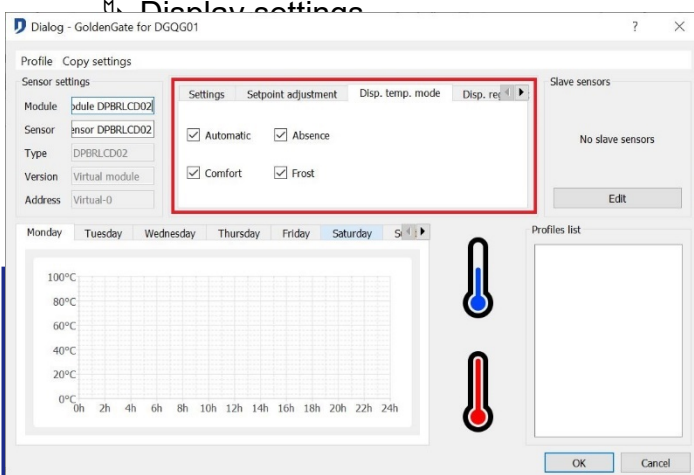 Display settings
Dialog - GoldenGate for DGQG01
? ×
Profile Copy settings
Sensor settings
Module odule DPBRLCD02
Sensor ensor DPBRLCD02
Type DPBRLCD02
Version Virtual module
Address Virtual-0
Settings Setpoint adjustment Disp. temp. mode Disp. reg
Automatic Absence
Comfort Frost
Slave sensors
No slave sensors
Edit
Monday Tuesday Wednesday Thursday Friday Saturday S
100°C
80°C
60°C
40°C
20°C
0°C
0h 2h 4h 6h 8h 10h 12h 14h 16h 18h 20h 22h 24h
Profiles list
OK Cancel